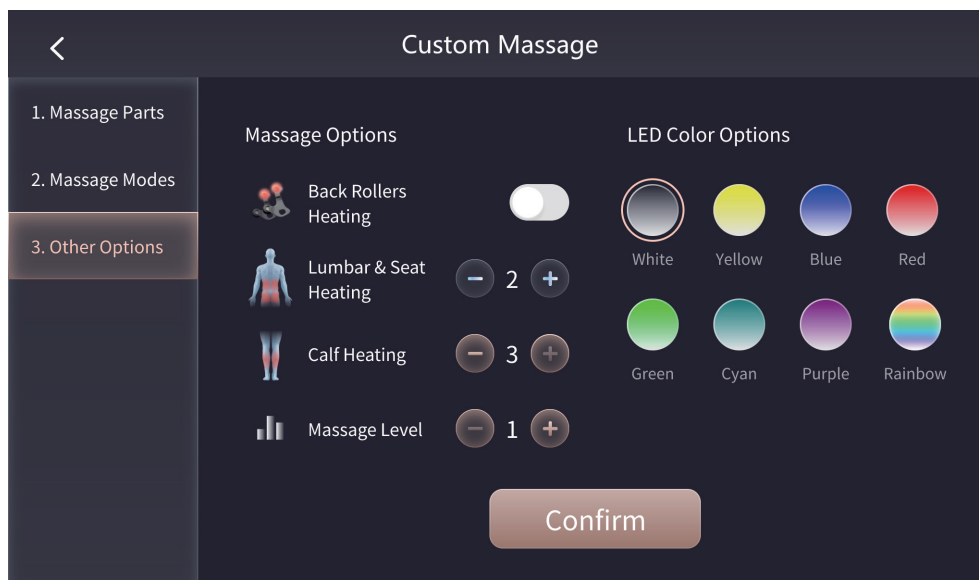 Custom Massage
1. Massage Parts
2. Massage Modes
3. Other Options
Massage Options
Back Rollers
Heating
Lumbar & Seat
Heating
2
Calf Heating
3
Massage Level
1
LED Color Options
White Yellow Blue Red
Green Cyan Purple Rainbow
Confirm